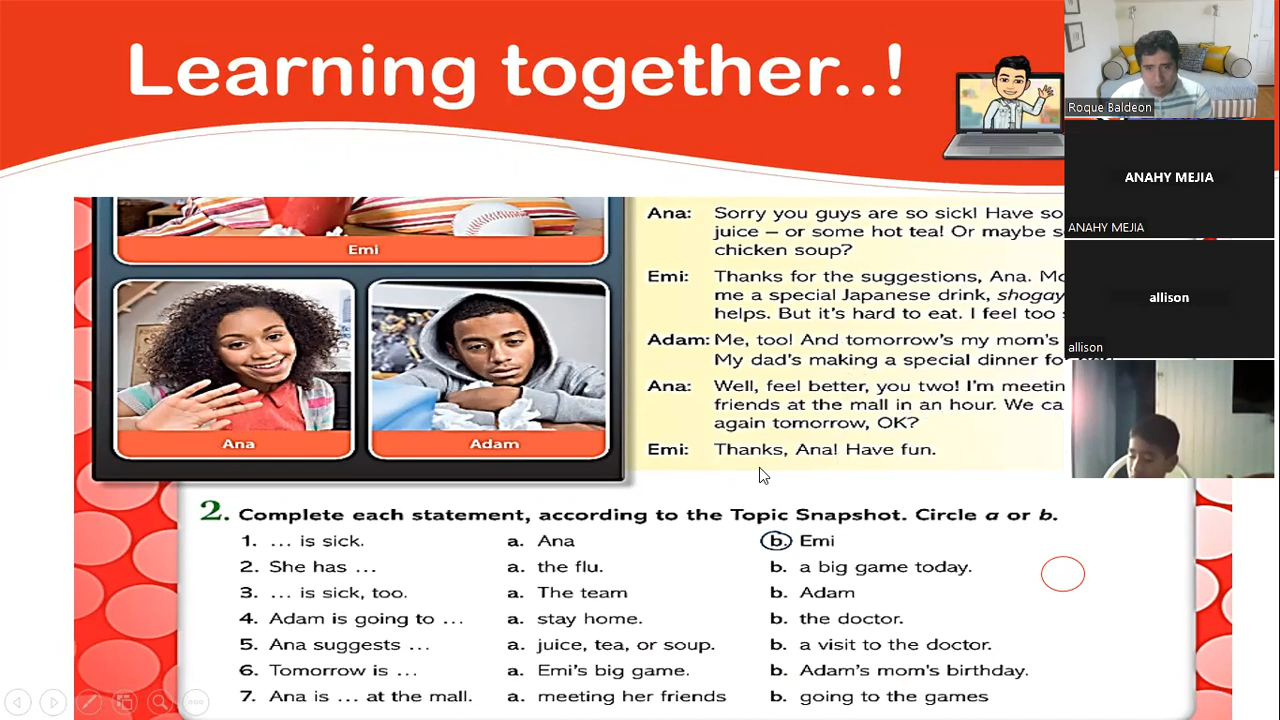 Learning together..!
Roque Baldeon
ANAHY MEJIA
ANAHY MEJIA
allison
allison
Emi
Ana
Adam
Ana: Sorry you guys are so sick! Have so
juice – or some hot tea! Or maybe s
chicken soup?
Emi: Thanks for the suggestions, Ana. Mo
me a special Japanese drink, shogay
helps. But it's hard to eat. I feel too
Adam: Me, too! And tomorrow's my mom's
My dad's making a special dinner fo
Ana: Well, feel better, you two! I'm meetin
friends at the mall in an hour. We ca
again tomorrow, OK?
Emi: Thanks, Ana! Have fun.
2. Complete each statement, according to the Topic Snapshot. Circle a or b.
1. ... is sick. a. Ana b. Emi
2. She has ... a. the flu. b. a big game today.
3. ... is sick, too. a. The team b. Adam
4. Adam is going to ... a. stay home. b. the doctor.
5. Ana suggests ... a. juice, tea, or soup. b. a visit to the doctor.
6. Tomorrow is ... a. Emi's big game. b. Adam's mom's birthday.
7. Ana is ... at the mall. a. meeting her friends b. going to the games